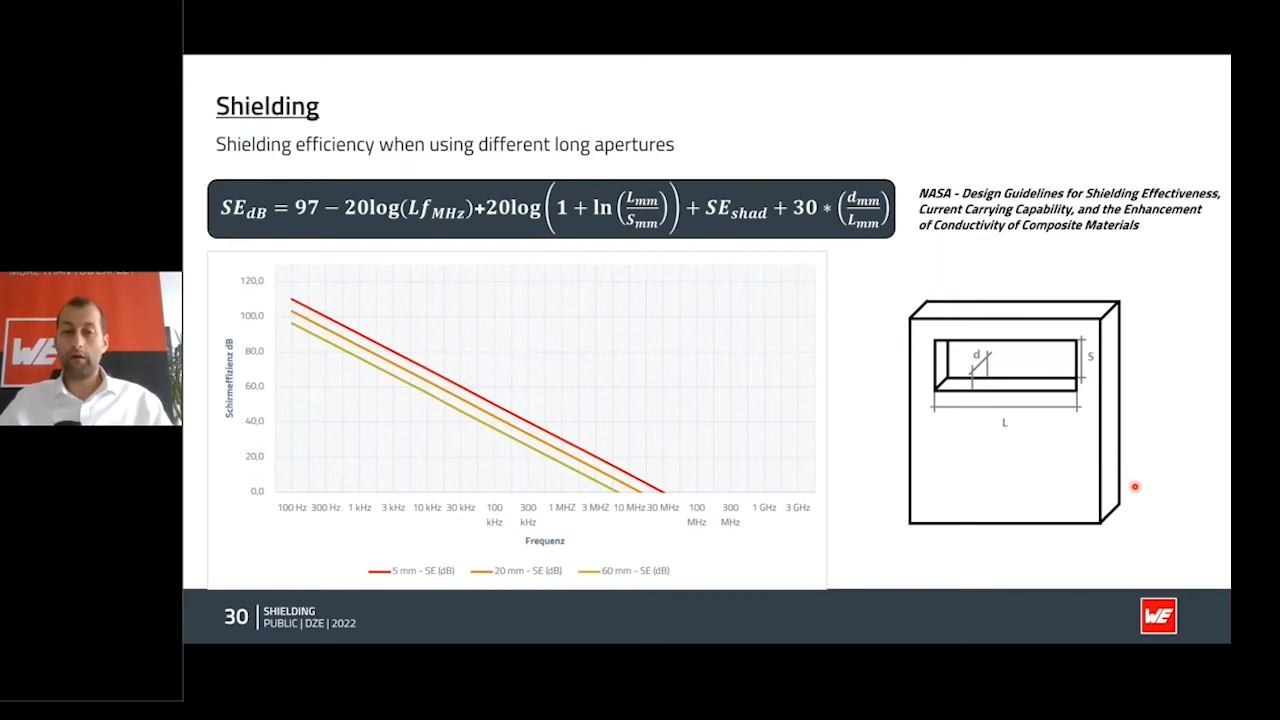 Shielding
Shielding efficiency when using different long apertures
SE_dB = 97 − 20log(Lf_MHz)+20log(1 + ln(L_mm/S_mm)) + SE_shad + 30 * (d_mm/L_mm)
NASA - Design Guidelines for Shielding Effectiveness,
Current Carrying Capability, and the Enhancement
of Conductivity of Composite Materials
120,0
100,0
80,0
60,0
40,0
20,0
0,0
Schirmeffizienz dB
100 Hz 300 Hz 1 kHz 3 kHz 10 kHz 30 kHz 100 kHz 300 kHz 1 MHZ 3 MHZ 10 MHz 30 MHz 100 MHz 300 MHz 1 GHz 3 GHz
Frequenz
5 mm - SE (dB) 20 mm - SE (dB) 60 mm - SE (dB)
d
S
L
MORE THAN YOU EXPECT
WE
30
SHIELDING
PUBLIC | DZE | 2022
WE